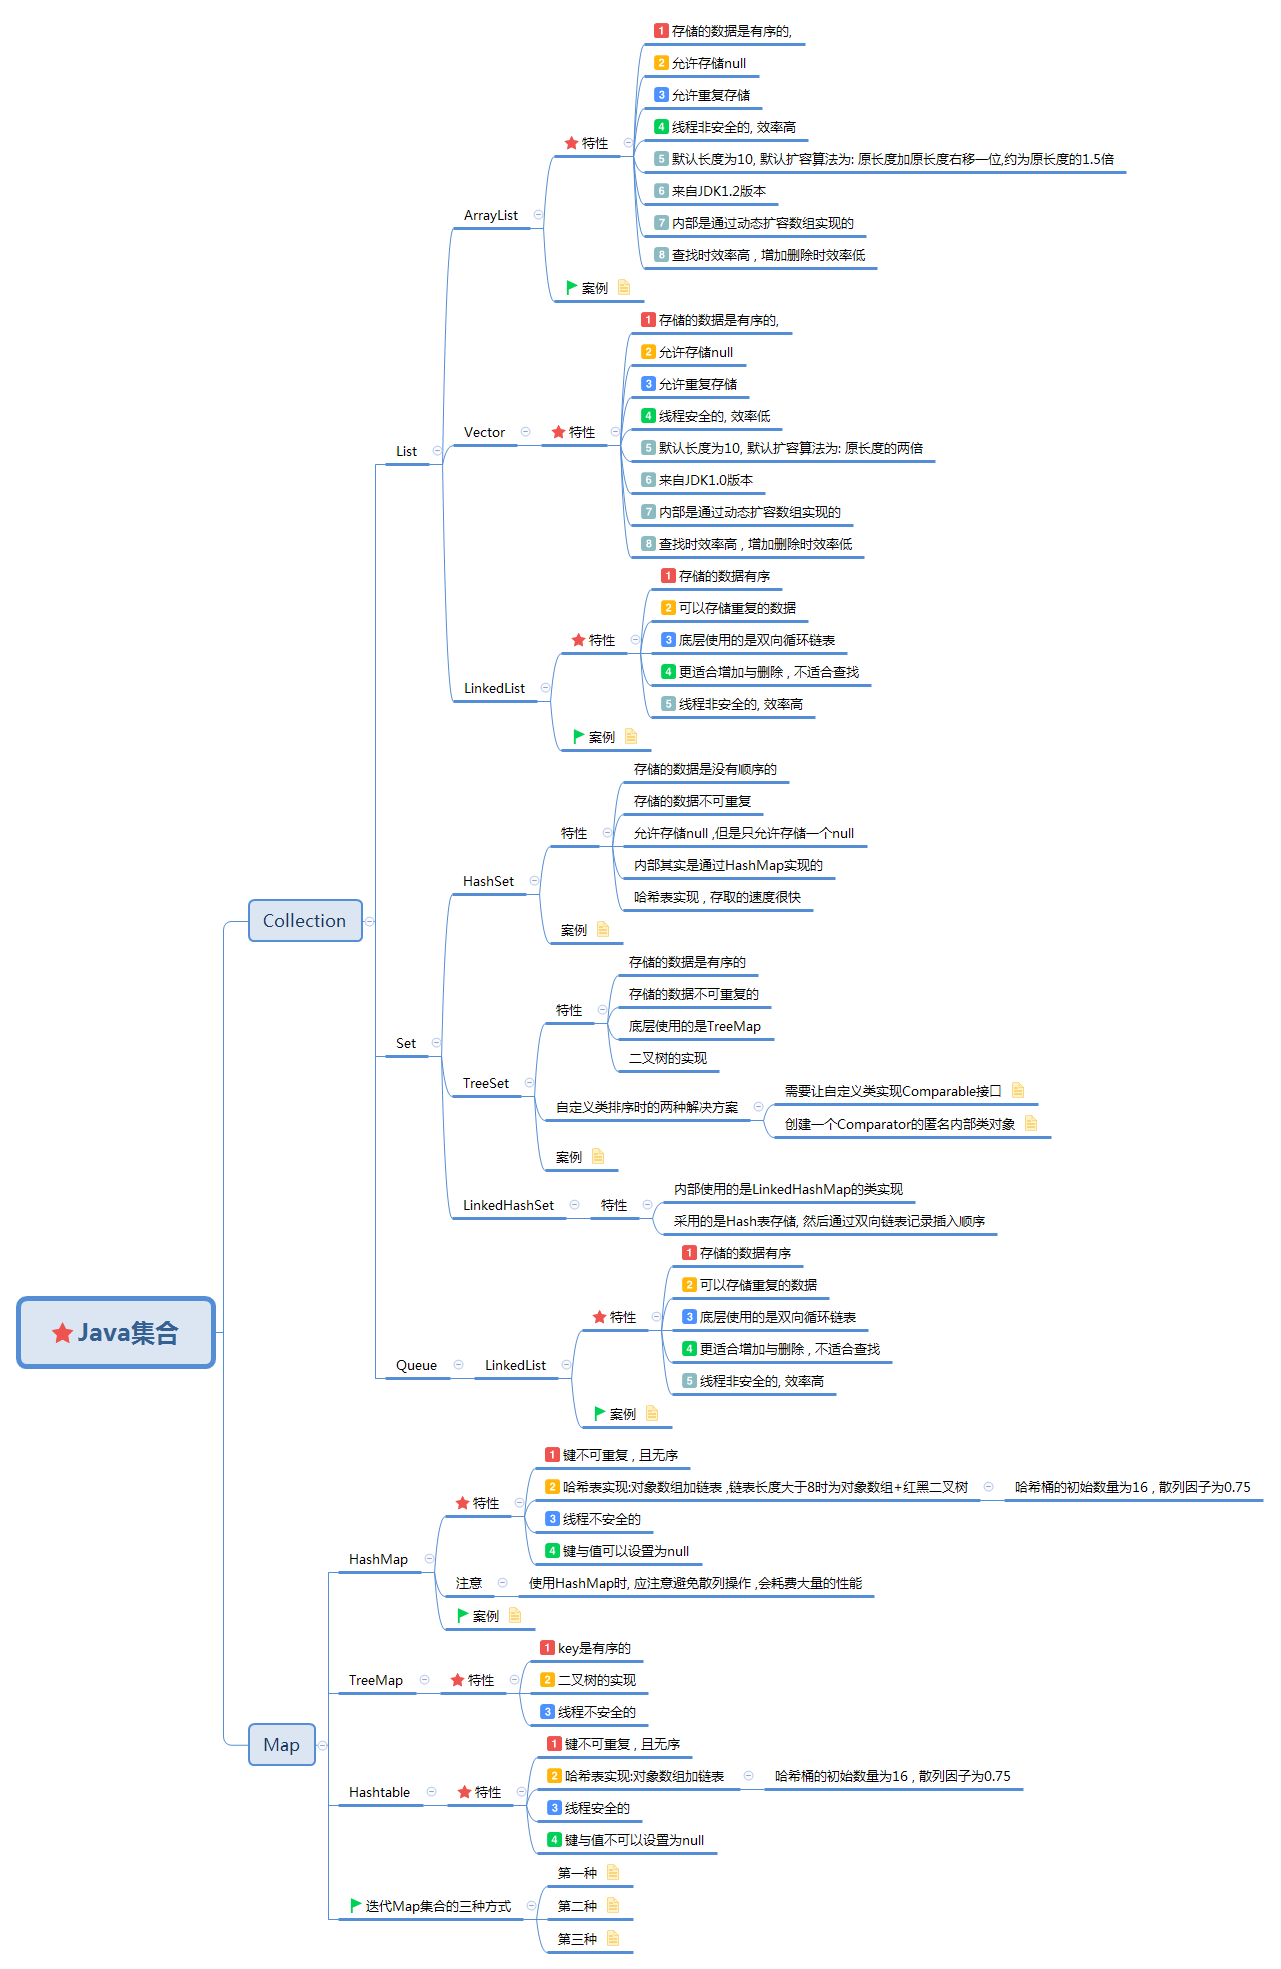 Java集合
Collection
List
ArrayList
特性
1 存储的数据是有序的,
2 允许存储null
3 允许重复存储
4 线程非安全的, 效率高
5 默认长度为10, 默认扩容算法为: 原长度加原长度右移一位,约为原长度的1.5倍
6 来自JDK1.2版本
7 内部是通过动态扩容数组实现的
8 查找时效率高 , 增加删除时效率低
案例
Vector
特性
1 存储的数据是有序的,
2 允许存储null
3 允许重复存储
4 线程安全的, 效率低
5 默认长度为10, 默认扩容算法为: 原长度的两倍
6 来自JDK1.0版本
7 内部是通过动态扩容数组实现的
8 查找时效率高 , 增加删除时效率低
LinkedList
特性
1 存储的数据有序
2 可以存储重复的数据
3 底层使用的是双向循环链表
4 更适合增加与删除 , 不适合查找
5 线程非安全的, 效率高
案例
Set
HashSet
特性
存储的数据是没有顺序的
存储的数据不可重复
允许存储null ,但是只允许存储一个null
内部其实是通过HashMap实现的
哈希表实现 , 存取的速度很快
案例
TreeSet
特性
存储的数据是有序的
存储的数据不可重复的
底层使用的是TreeMap
二叉树的实现
自定义类排序时的两种解决方案
需要让自定义类实现Comparable接口
创建一个Comparator的匿名内部类对象
案例
LinkedHashSet
特性
内部使用的是LinkedHashMap的类实现
采用的是Hash表存储, 然后通过双向链表记录插入顺序
Queue
LinkedList
特性
1 存储的数据有序
2 可以存储重复的数据
3 底层使用的是双向循环链表
4 更适合增加与删除 , 不适合查找
5 线程非安全的, 效率高
案例
Map
HashMap
特性
1 键不可重复 , 且无序
2 哈希表实现:对象数组加链表 ,链表长度大于8时为对象数组+红黑二叉树
哈希桶的初始数量为16 , 散列因子为0.75
3 线程不安全的
4 键与值可以设置为null
注意
使用HashMap时, 应注意避免散列操作 ,会耗费大量的性能
案例
TreeMap
特性
1 key是有序的
2 二叉树的实现
3 线程不安全的
Hashtable
特性
1 键不可重复 , 且无序
2 哈希表实现:对象数组加链表
哈希桶的初始数量为16 , 散列因子为0.75
3 线程安全的
4 键与值不可以设置为null
迭代Map集合的三种方式
第一种
第二种
第三种